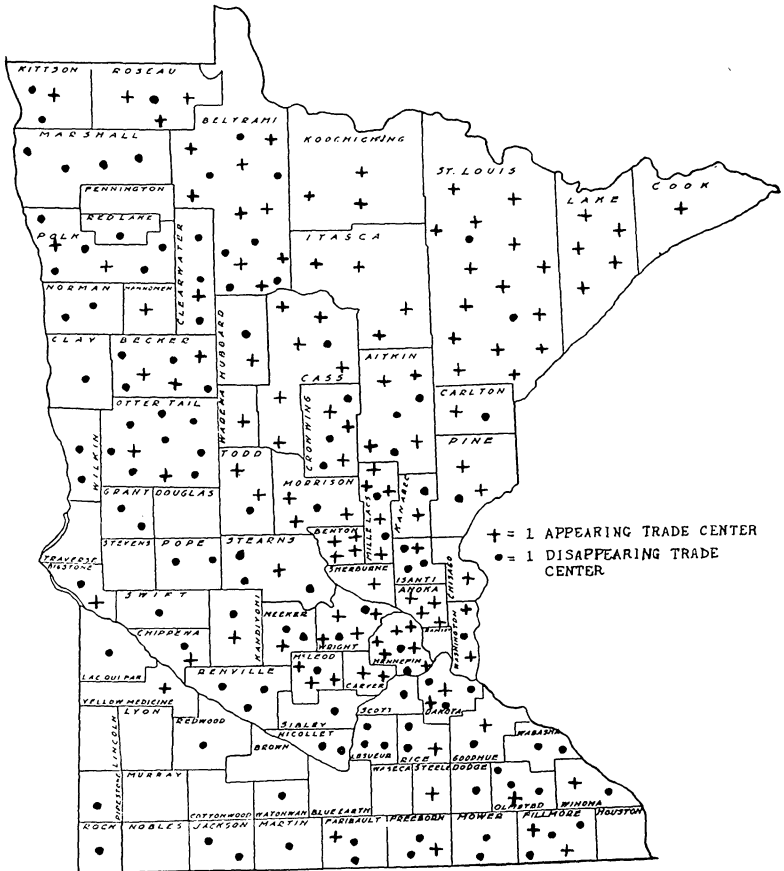 KITTSON ROSEAU
BELTRAMI
MARSHALL
KOOCHICHING
ST. LOUIS
PENNINGTON
LAKE
COOK
RED LAKE
POLK
ITASCA
CLEARWATER
NORMAN
MAHNOMEN
HUBBARD
CLAY
BECKER
AITKIN
CASS
CARLTON
OTTER TAIL
WADENA
CROW WING
PINE
WILKIN
TODD
MORRISON
MILLE LACS
KANABEC
GRANT DOUGLAS
+ = 1 APPEARING TRADE CENTER
BENTON
● = 1 DISAPPEARING TRADE
CENTER
STEVENS POPE STEARNS
SHERBURNE
TRAVERSE
BIGSTONE
ISANTI
CHISAGO
ANOKA
SWIFT
KANDIYOHI
MEEKER
WRIGHT
WASHINGTON
CHIPPEWA
HENNEPIN
McLEOD
LAC QUI PAR
RENVILLE
CARVER
YELLOW MEDICINE
SCOTT
DAKOTA
LINCOLN
LYON
REDWOOD
SIBLEY
NICOLLET
BROWN
LESUEUR
RICE
GOODHUE
WABASHA
PIPESTONE
MURRAY
WASECA STEELE DODGE
COTTONWOOD WATONWAN BLUE EARTH
OLMSTED
WINONA
ROCK NOBLES JACKSON MARTIN FARIBAULT FREEBORN MOWER FILLMORE HOUSTON